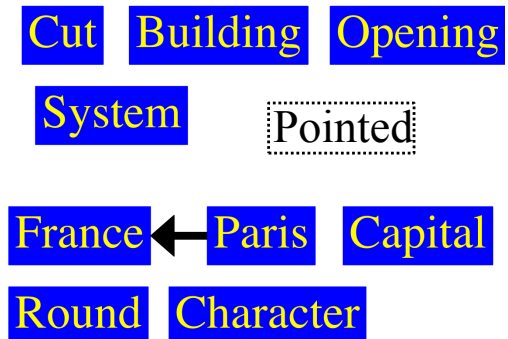 Cut Building Opening
System Pointed
France Paris Capital
Round Character